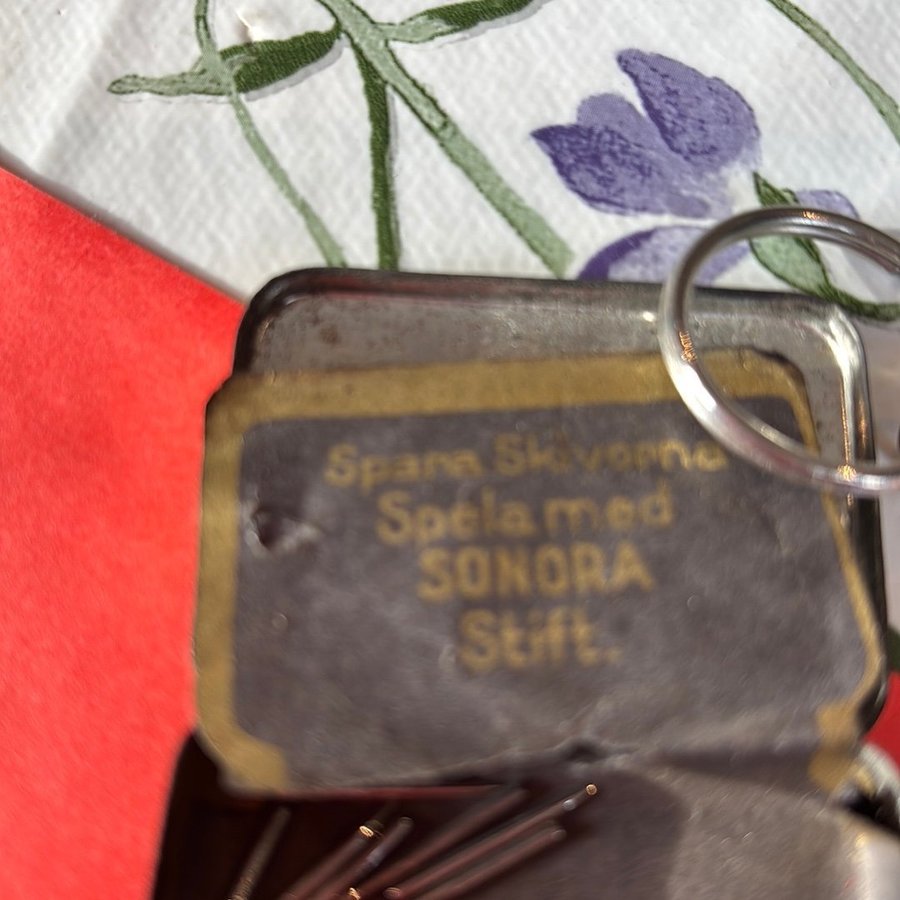 Spara Skivorna
Spela med
SONORA
Stift.